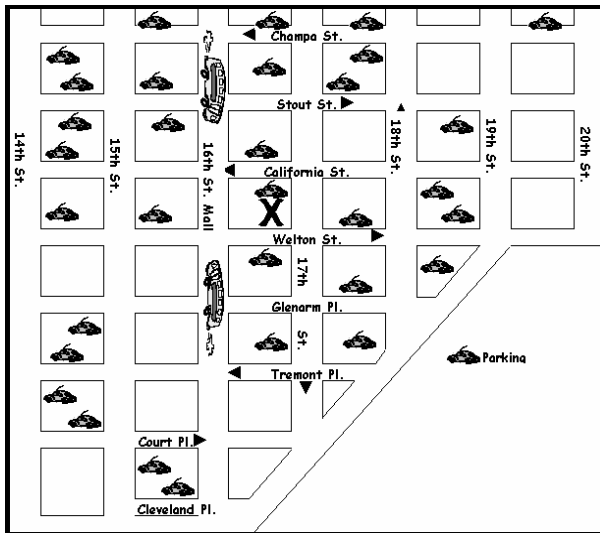 Champa St.
Stout St.
14th St.
15th St.
16th St. Mall
18th St.
19th St.
20th St.
California St.
X
Welton St.
17th St.
Glenarm Pl.
Parking
Tremont Pl.
Court Pl.
Cleveland Pl.